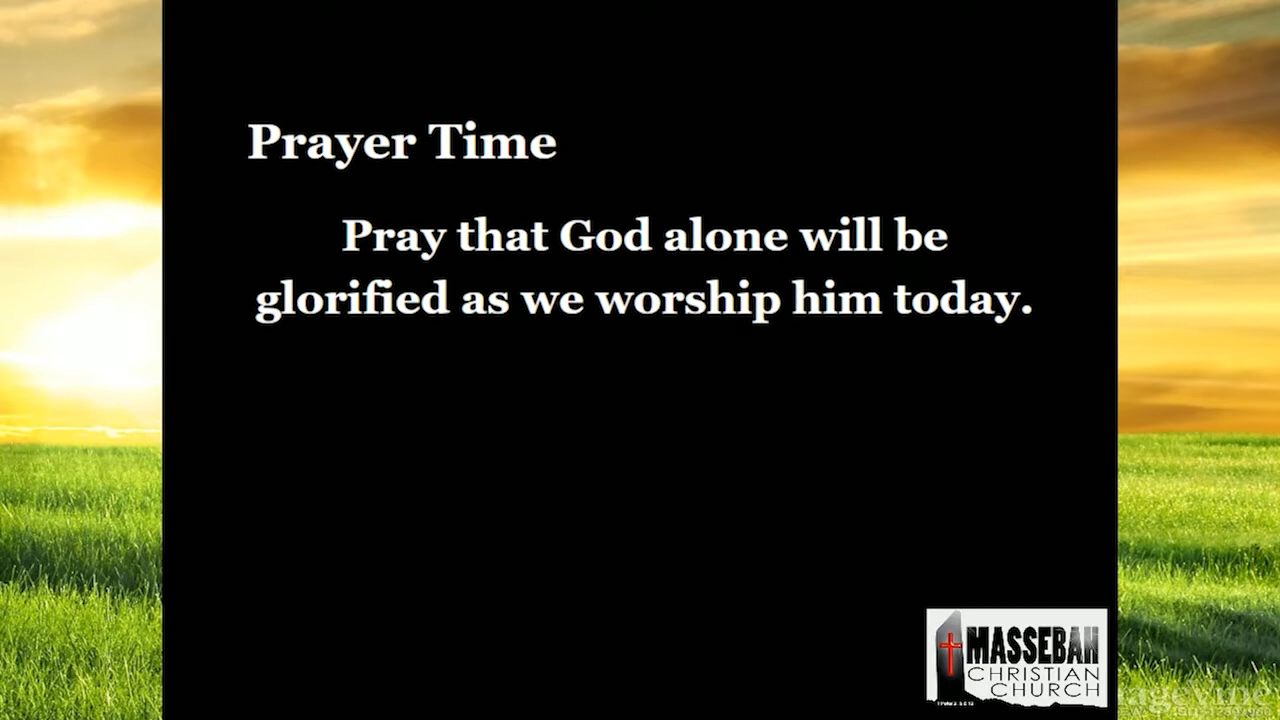 Prayer Time
Pray that God alone will be
glorified as we worship him today.
MASSEBAH
CHRISTIAN
CHURCH